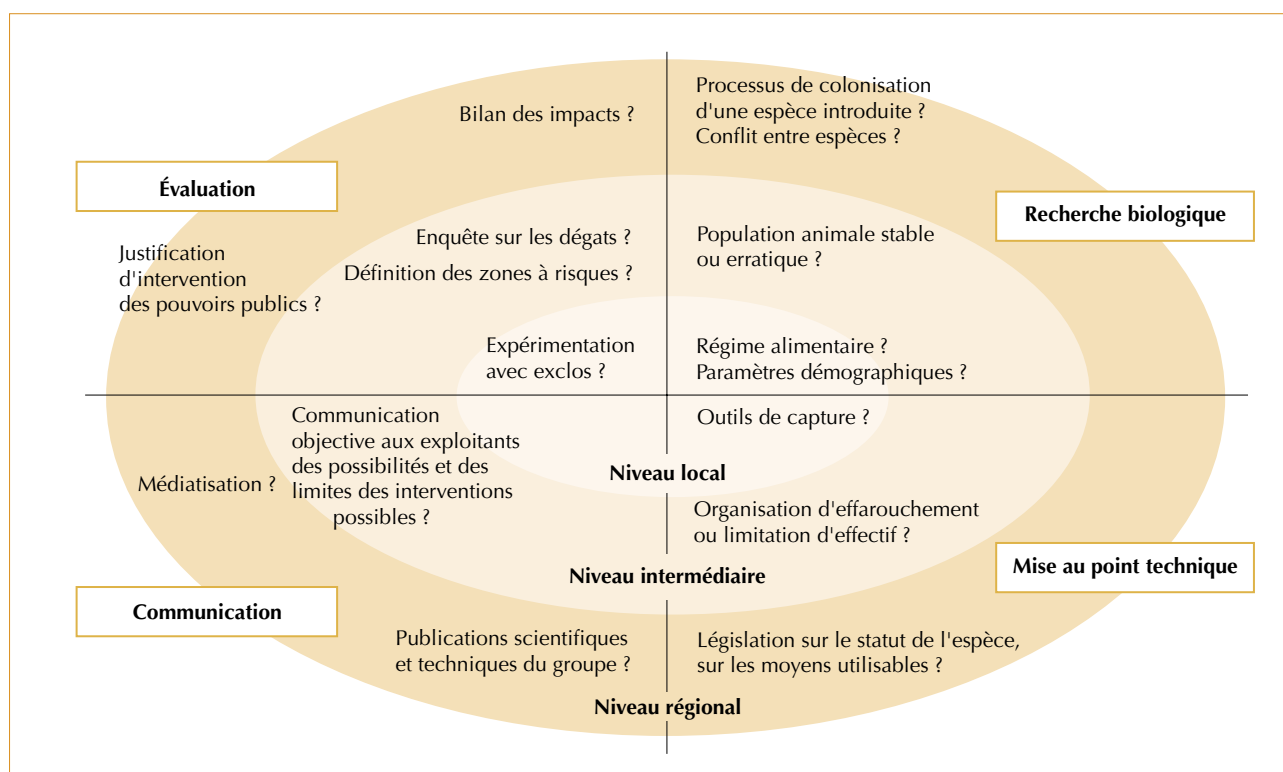 Bilan des impacts ?
Processus de colonisation
d'une espèce introduite ?
Conflit entre espèces ?
Évaluation
Recherche biologique
Justification
d'intervention
des pouvoirs publics ?
Enquête sur les dégats ?
Définition des zones à risques ?
Population animale stable
ou erratique ?
Expérimentation
avec exclos ?
Régime alimentaire ?
Paramètres démographiques ?
Communication
objective aux exploitants
des possibilités et des
limites des interventions
possibles ?
Médiatisation ?
Outils de capture ?
Niveau local
Organisation d'effarouchement
ou limitation d'effectif ?
Niveau intermédiaire
Mise au point technique
Communication
Publications scientifiques
et techniques du groupe ?
Législation sur le statut de l'espèce,
sur les moyens utilisables ?
Niveau régional